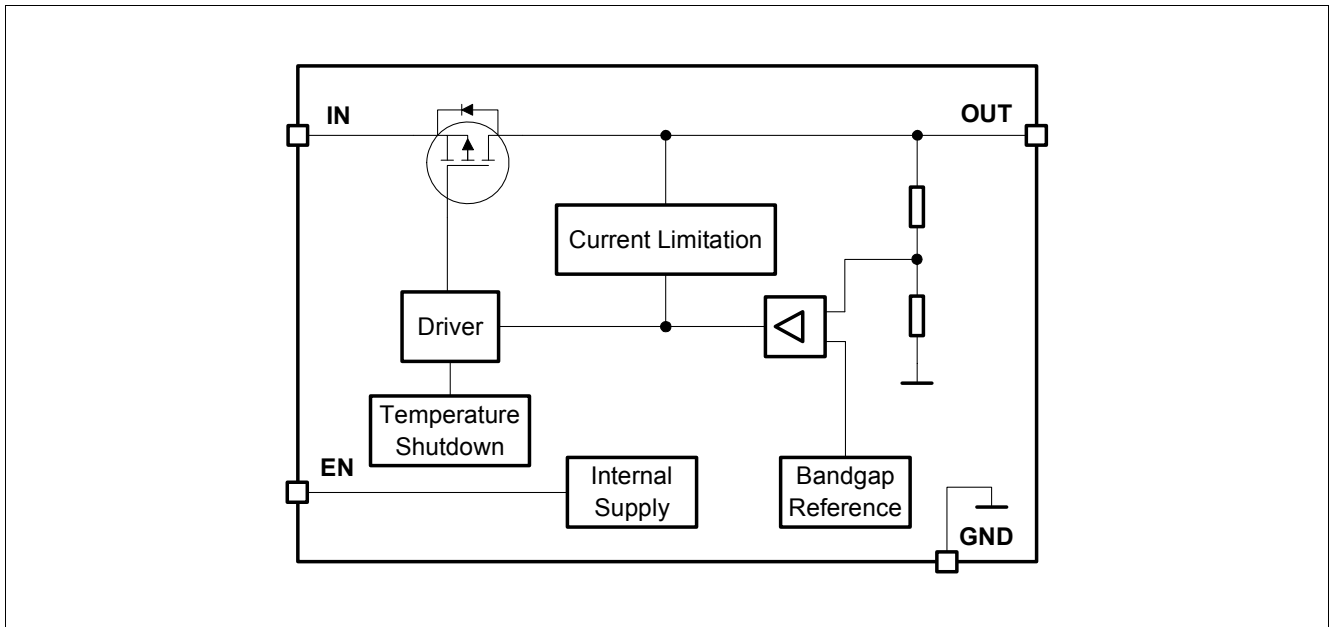 IN
OUT
Current Limitation
Driver
Temperature
Shutdown
EN
Internal
Supply
Bandgap
Reference
GND